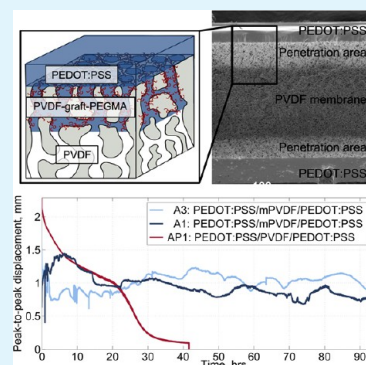 PEDOT:PSS
PVDF-graft-PEGMA
PVDF
PEDOT:PSS
Penetration area
PVDF membrane
Penetration area
PEDOT:PSS
Peak-to-peak displacement, mm
2
1.5
1
0.5
0
A3: PEDOT:PSS/mPVDF/PEDOT:PSS
A1: PEDOT:PSS/mPVDF/PEDOT:PSS
AP1: PEDOT:PSS/PVDF/PEDOT:PSS
0 10 20 30 40 50 60 70 80 90
Time, hrs